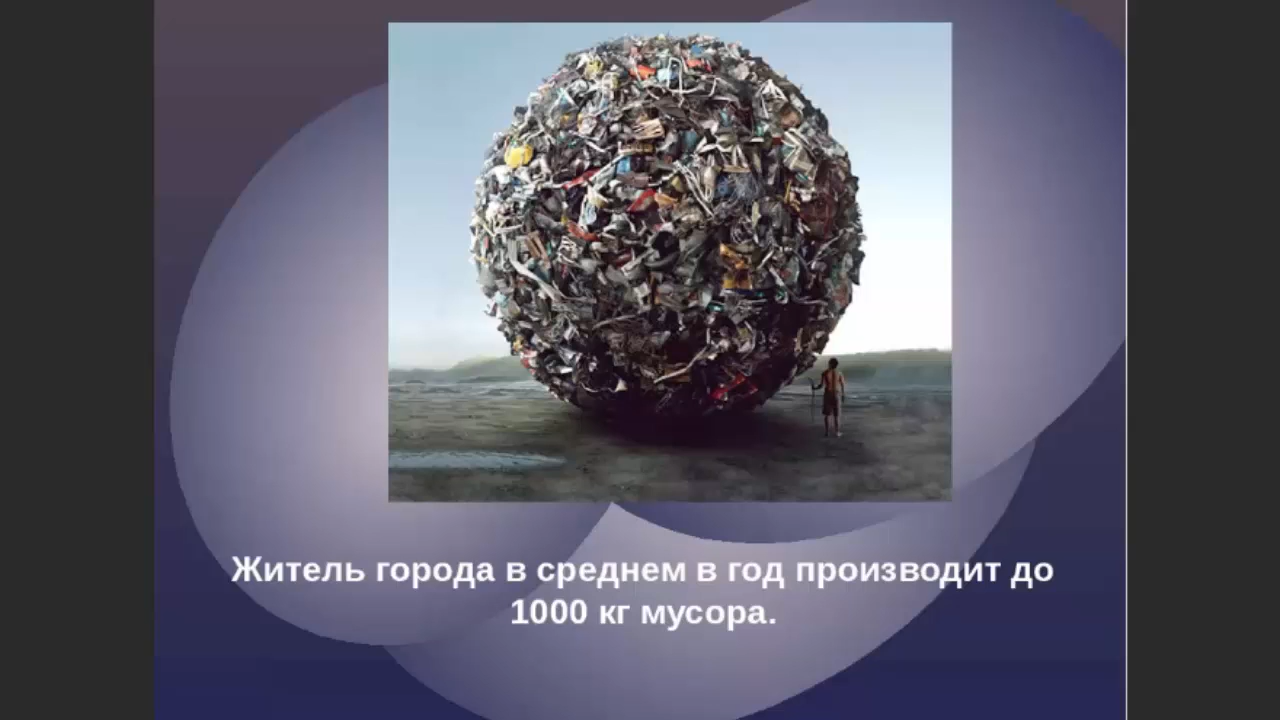 Житель города в среднем в год производит до
1000 кг мусора.